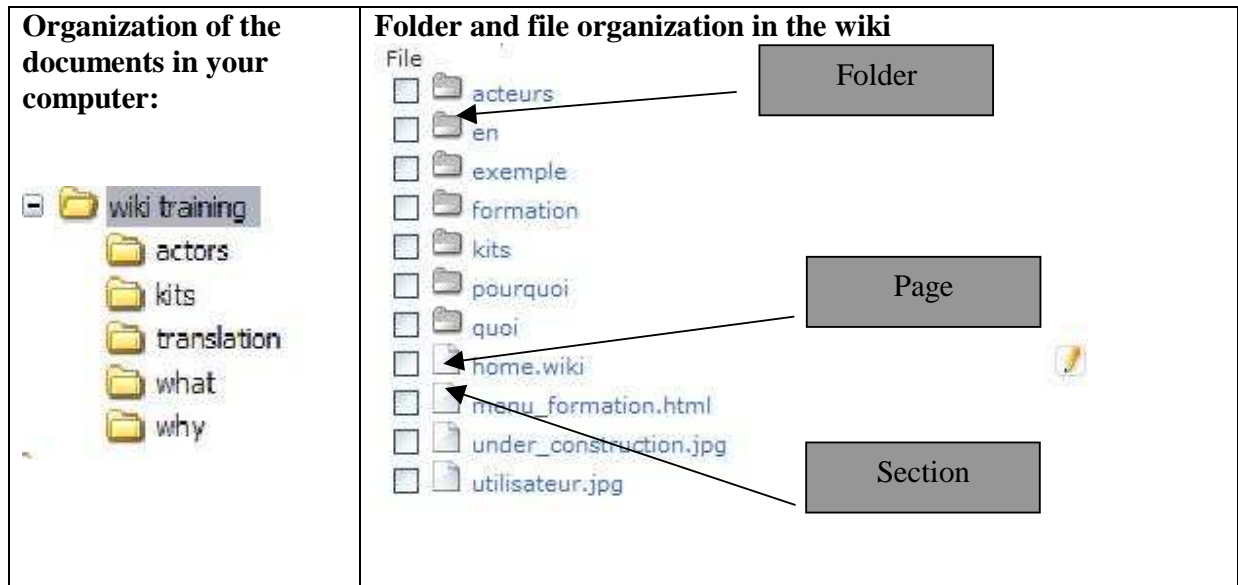 Organization of the
documents in your
computer:
wiki training
actors
kits
translation
what
why
Folder and file organization in the wiki
File
acteurs
en
exemple
formation
kits
pourquoi
quoi
home.wiki
menu_formation.html
under_construction.jpg
utilisateur.jpg
Folder
Page
Section